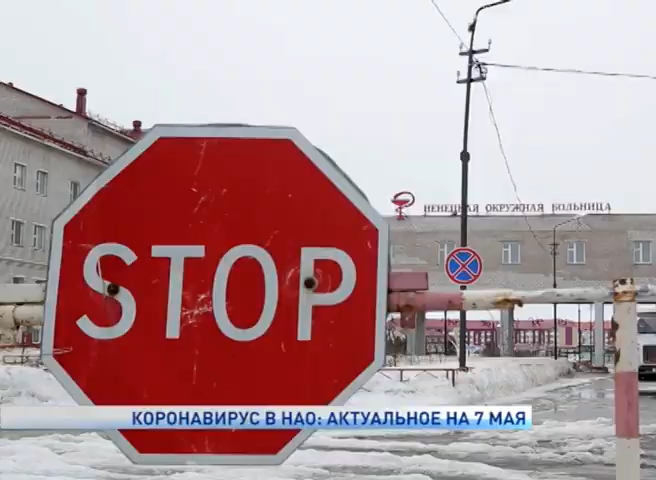 НЕНЕЦКАЯ ОКРУЖНАЯ БОЛЬНИЦА
STOP
КОРОНАВИРУС В НАО: АКТУАЛЬНОЕ НА 7 МАЯ